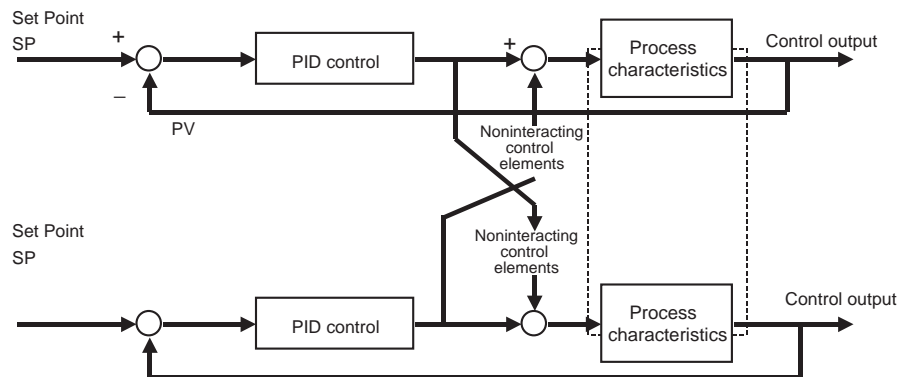 Set Point
SP
+
−
PID control
+
Process
characteristics
Control output
PV
Noninteracting
control
elements
Set Point
SP
Noninteracting
control
elements
PID control
Process
characteristics
Control output